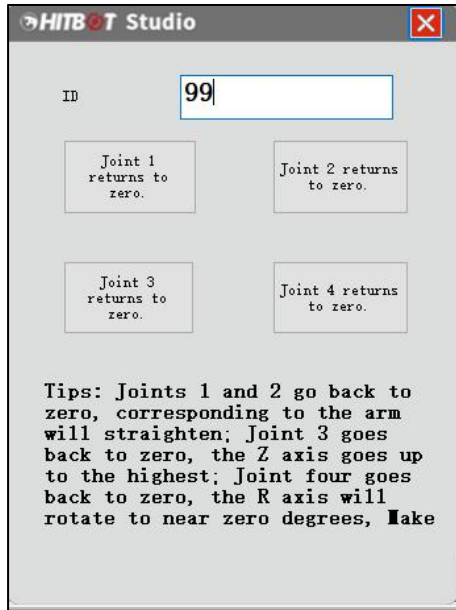 HITBOT Studio
ID
99
Joint 1
returns to
zero.
Joint 2 returns
to zero.
Joint 3
returns to
zero.
Joint 4 returns
to zero.
Tips: Joints 1 and 2 go back to
zero, corresponding to the arm
will straighten; Joint 3 goes
back to zero, the Z axis goes up
to the highest; Joint four goes
back to zero, the R axis will
rotate to near zero degrees, Make